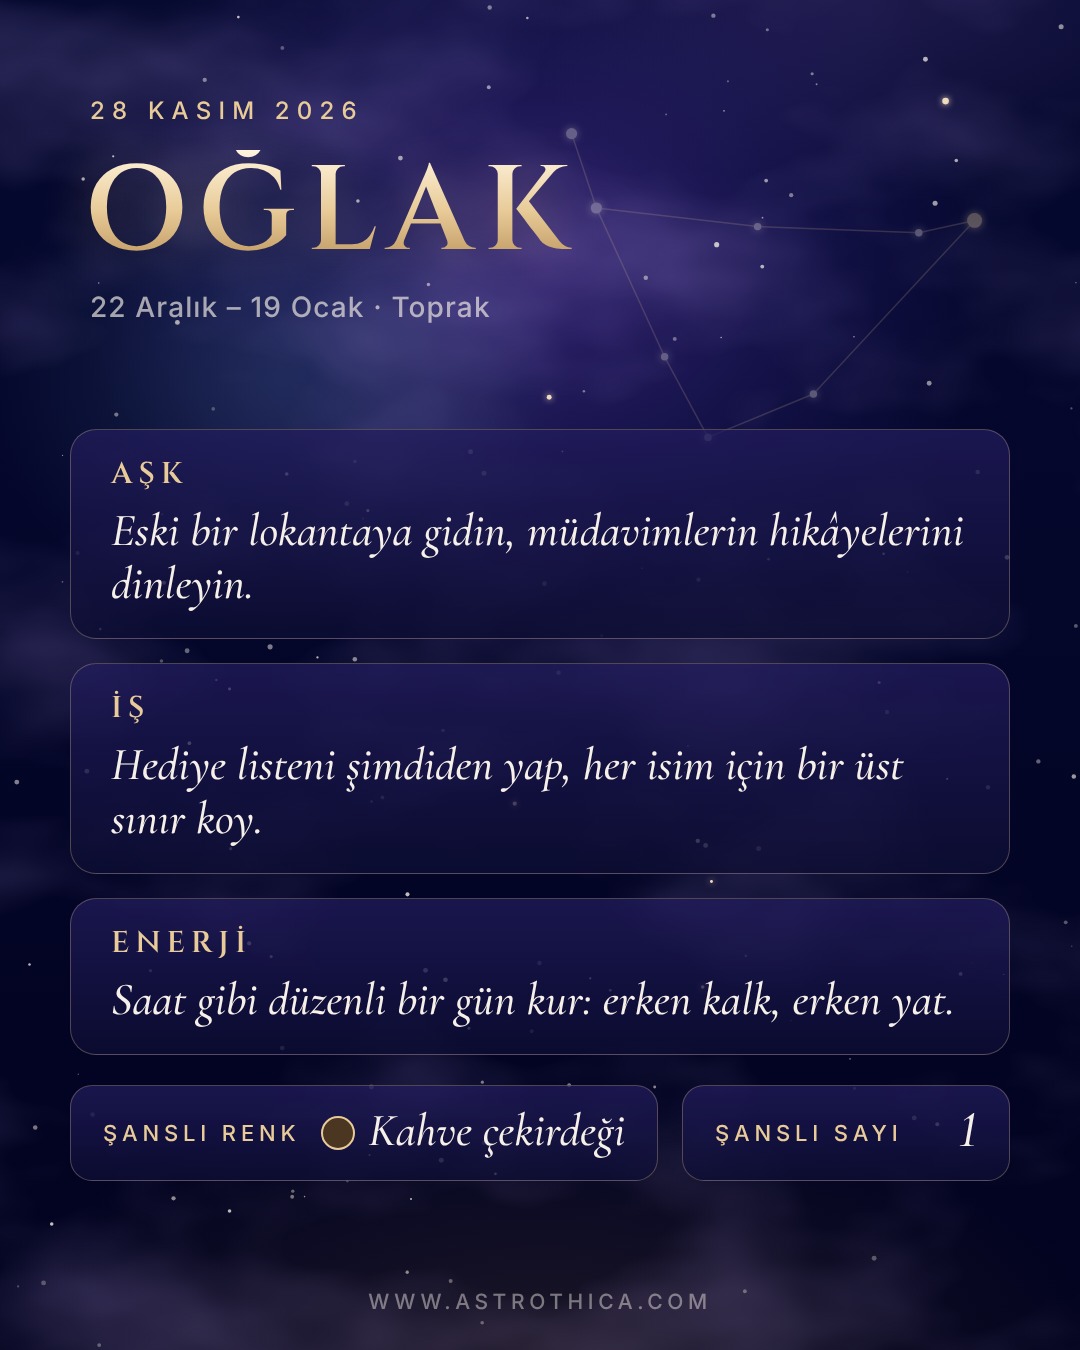 28 KASIM 2026
OĞLAK
22 Aralık – 19 Ocak · Toprak
AŞK
Eski bir lokantaya gidin, müdavimlerin hikâyelerini
dinleyin.
İŞ
Hediye listeni şimdiden yap, her isim için bir üst
sınır koy.
ENERJİ
Saat gibi düzenli bir gün kur: erken kalk, erken yat.
ŞANSLI RENK Kahve çekirdeği
ŞANSLI SAYI 1
WWW.ASTROTHICA.COM